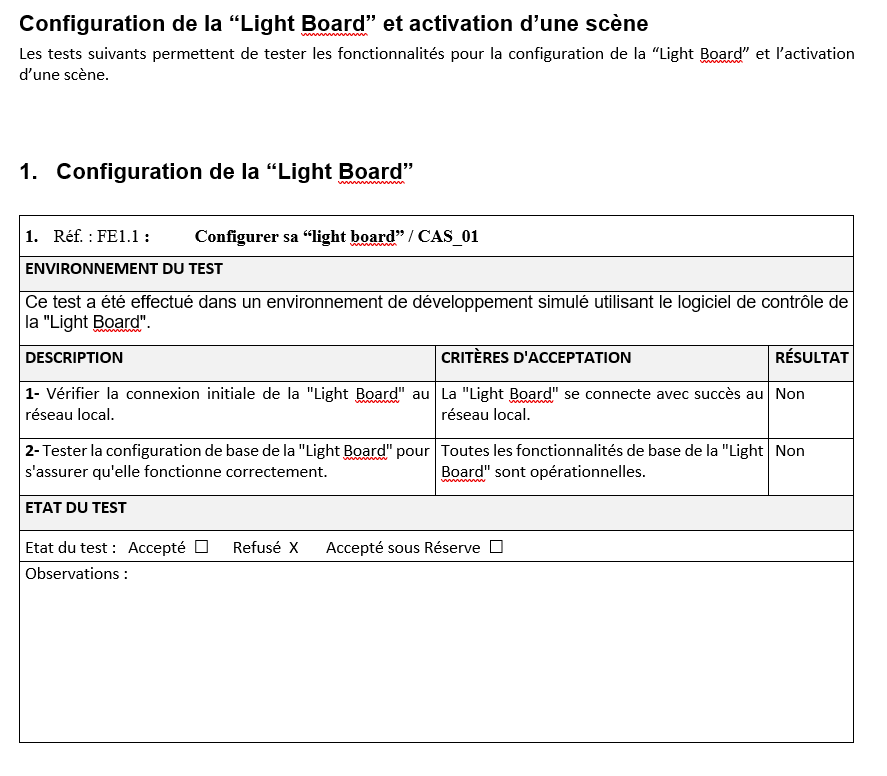 Configuration de la “Light Board” et activation d’une scène
Les tests suivants permettent de tester les fonctionnalités pour la configuration de la “Light Board” et l’activation
d’une scène.
1. Configuration de la “Light Board”
1. Réf. : FE1.1 : Configurer sa “light board” / CAS_01
ENVIRONNEMENT DU TEST
Ce test a été effectué dans un environnement de développement simulé utilisant le logiciel de contrôle de
la "Light Board".
DESCRIPTION CRITÈRES D'ACCEPTATION RÉSULTAT
1- Vérifier la connexion initiale de la "Light Board" au
réseau local.
La "Light Board" se connecte avec succès au
réseau local.
Non
2- Tester la configuration de base de la "Light Board" pour
s'assurer qu'elle fonctionne correctement.
Toutes les fonctionnalités de base de la "Light
Board" sont opérationnelles.
Non
ETAT DU TEST
Etat du test : Accepté ☐ Refusé X Accepté sous Réserve ☐
Observations :